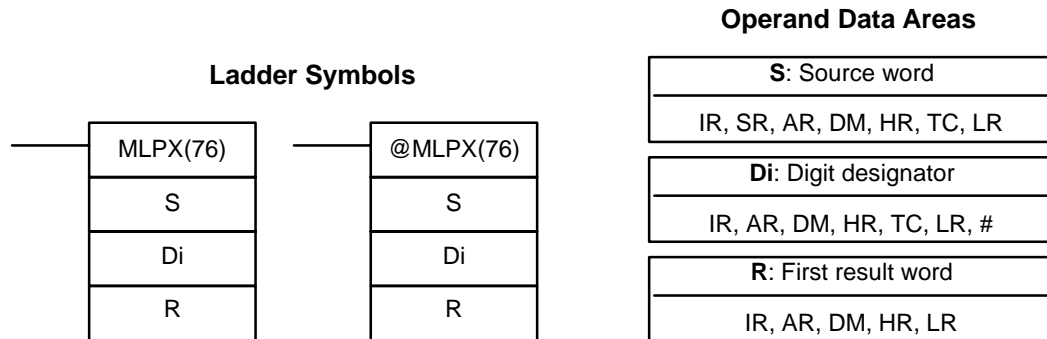 Ladder Symbols
MLPX(76)
S
Di
R
@MLPX(76)
S
Di
R
Operand Data Areas
S: Source word
IR, SR, AR, DM, HR, TC, LR
Di: Digit designator
IR, AR, DM, HR, TC, LR, #
R: First result word
IR, AR, DM, HR, LR